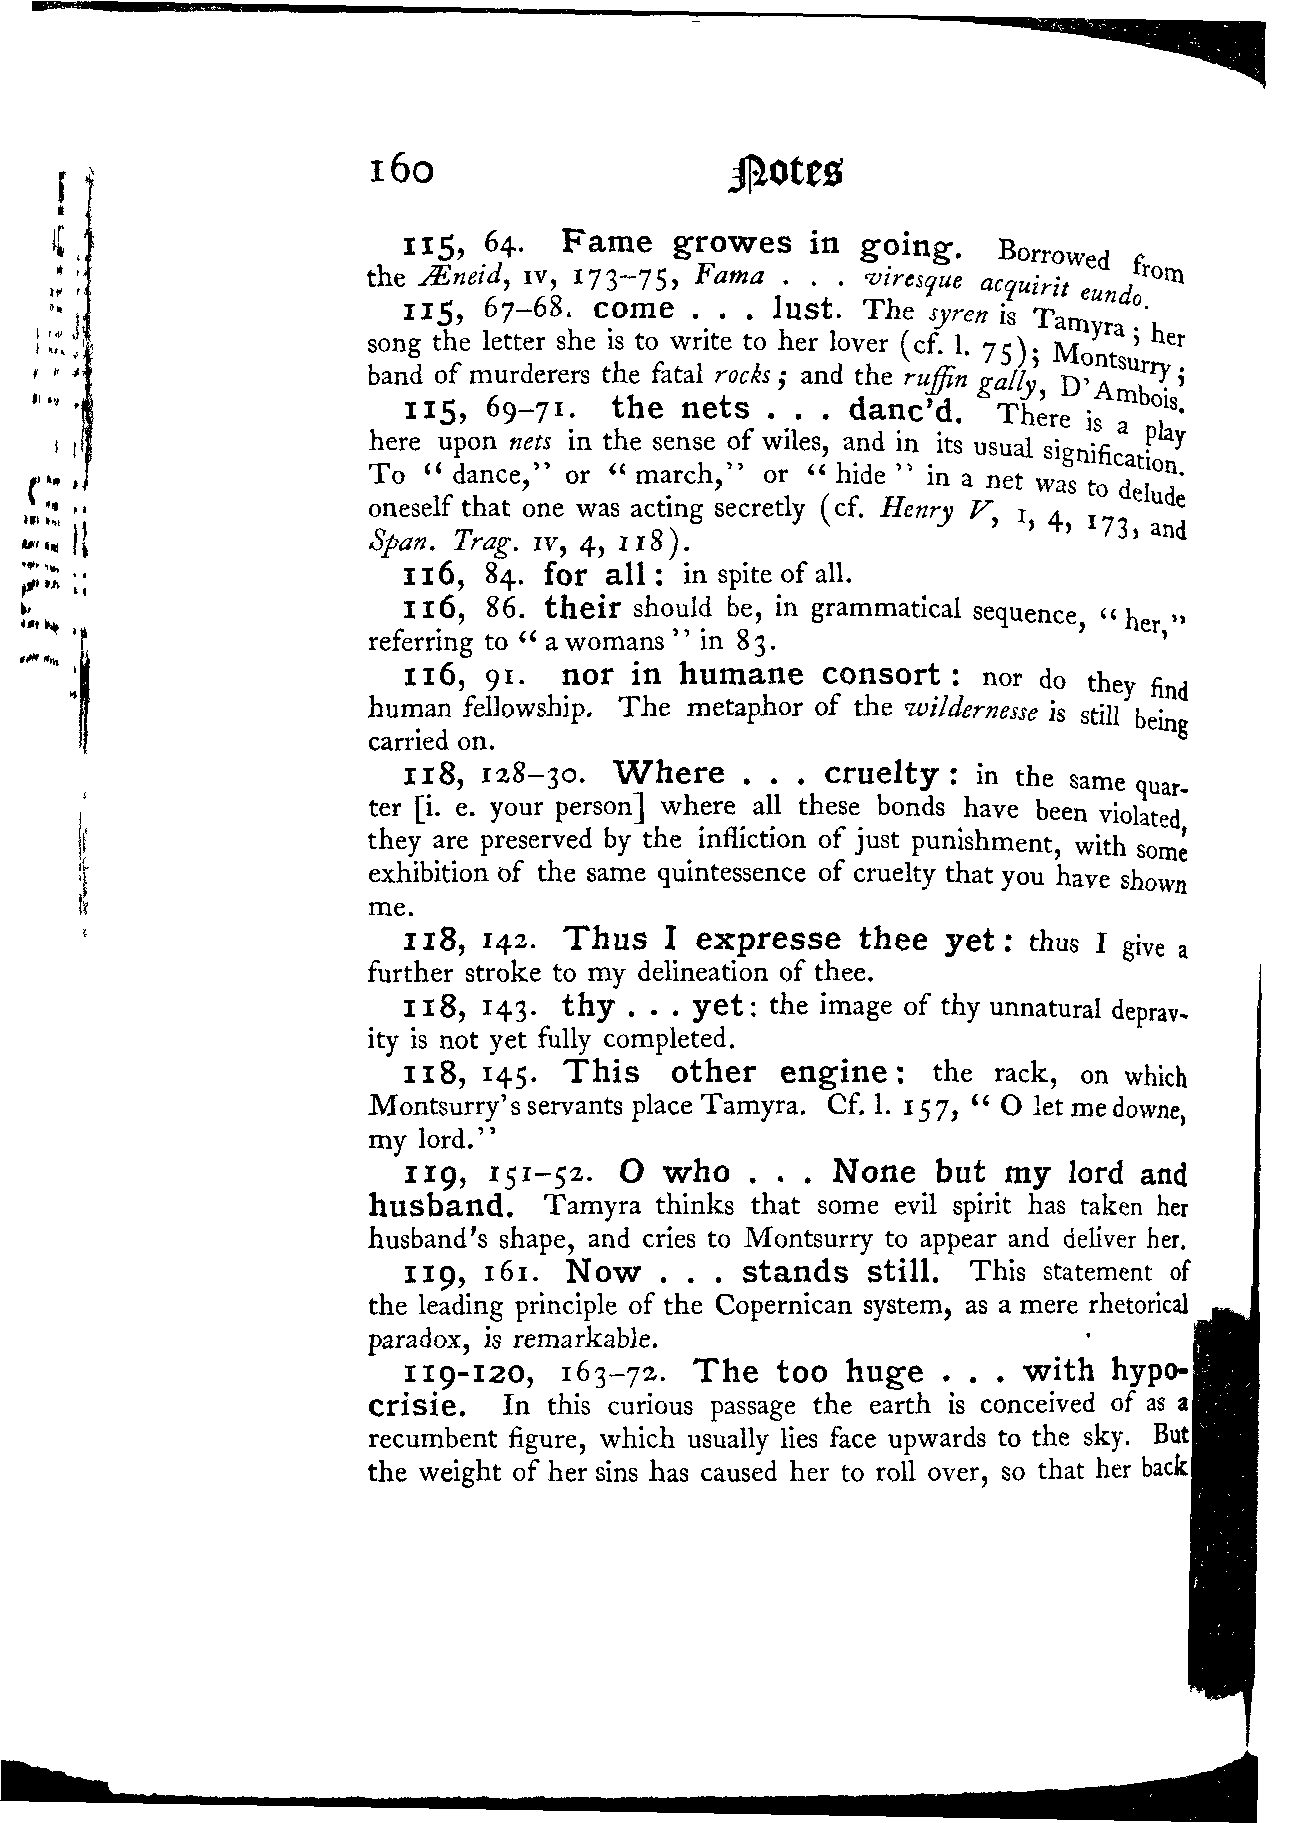 160 Notes
115, 64. Fame growes in going. Borrowed from
the Æneid, IV, 173–75, Fama . . . viresque acquirit eundo.
115, 67–68. come . . . lust. The syren is Tamyra; her
song the letter she is to write to her lover (cf. l. 75); Montsurry;
band of murderers the fatal rocks; and the ruffin gally, D'Ambois.
115, 69–71. the nets . . . danc'd. There is a play
here upon nets in the sense of wiles, and in its usual signification.
To "dance," or "march," or "hide" in a net was to delude
oneself that one was acting secretly (cf. Henry V, I, 4, 173, and
Span. Trag. IV, 4, 118).
116, 84. for all: in spite of all.
116, 86. their should be, in grammatical sequence, "her,"
referring to "a womans" in 83.
116, 91. nor in humane consort: nor do they find
human fellowship. The metaphor of the wildernesse is still being
carried on.
118, 128–30. Where . . . cruelty: in the same quar-
ter [i. e. your person] where all these bonds have been violated,
they are preserved by the infliction of just punishment, with some
exhibition of the same quintessence of cruelty that you have shown
me.
118, 142. Thus I expresse thee yet: thus I give a
further stroke to my delineation of thee.
118, 143. thy . . . yet: the image of thy unnatural deprav-
ity is not yet fully completed.
118, 145. This other engine: the rack, on which
Montsurry's servants place Tamyra. Cf. l. 157, "O let me downe,
my lord."
119, 151–52. O who . . . None but my lord and
husband. Tamyra thinks that some evil spirit has taken her
husband's shape, and cries to Montsurry to appear and deliver her.
119, 161. Now . . . stands still. This statement of
the leading principle of the Copernican system, as a mere rhetorical
paradox, is remarkable.
119-120, 163–72. The too huge . . . with hypo-
crisie. In this curious passage the earth is conceived of as a
recumbent figure, which usually lies face upwards to the sky. But
the weight of her sins has caused her to roll over, so that her back